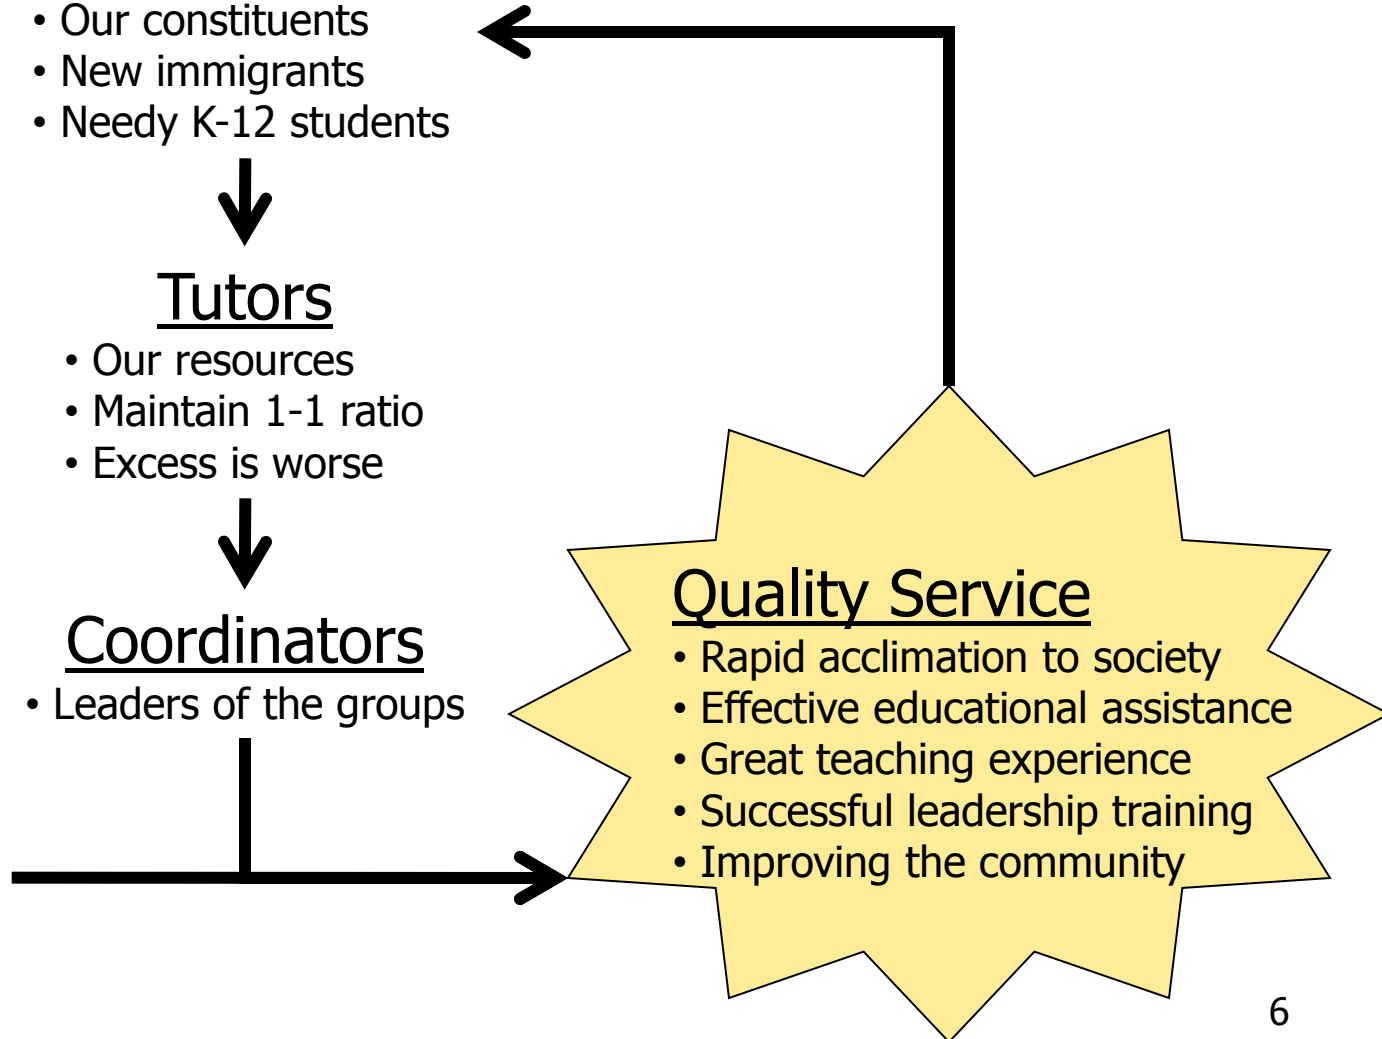 • Our constituents
• New immigrants
• Needy K-12 students
Tutors
• Our resources
• Maintain 1-1 ratio
• Excess is worse
Coordinators
• Leaders of the groups
Quality Service
• Rapid acclimation to society
• Effective educational assistance
• Great teaching experience
• Successful leadership training
• Improving the community
6